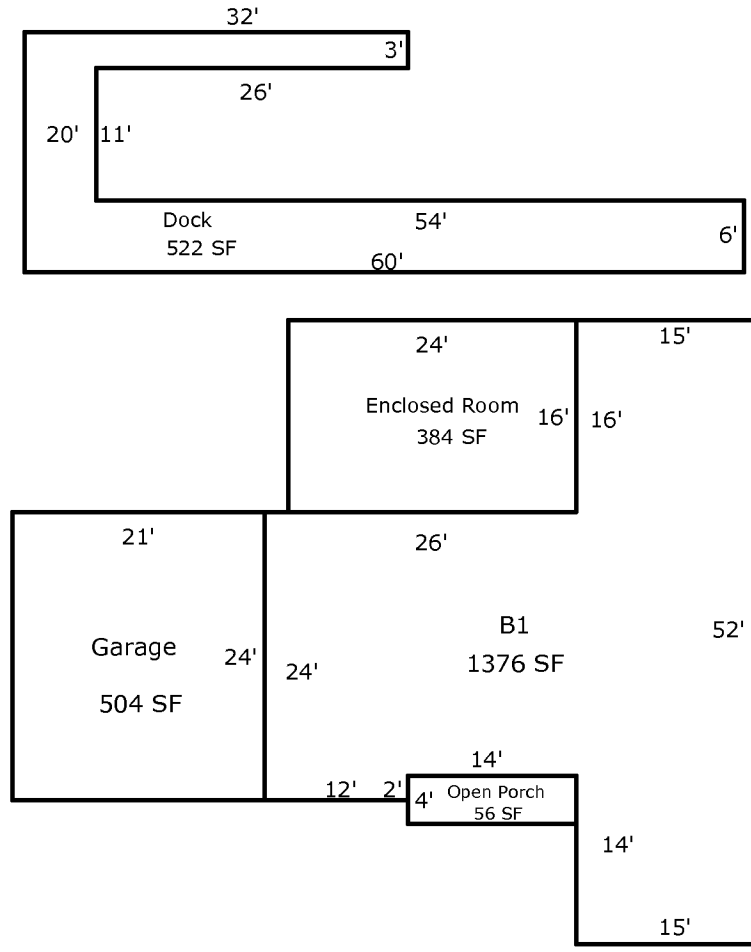 32'
3'
26'
20'
11'
Dock
522 SF
54'
6'
60'
24'
15'
Enclosed Room
384 SF
16'
16'
21'
26'
Garage
504 SF
24'
24'
B1
1376 SF
52'
14'
12'
2'
4'
Open Porch
56 SF
14'
15'